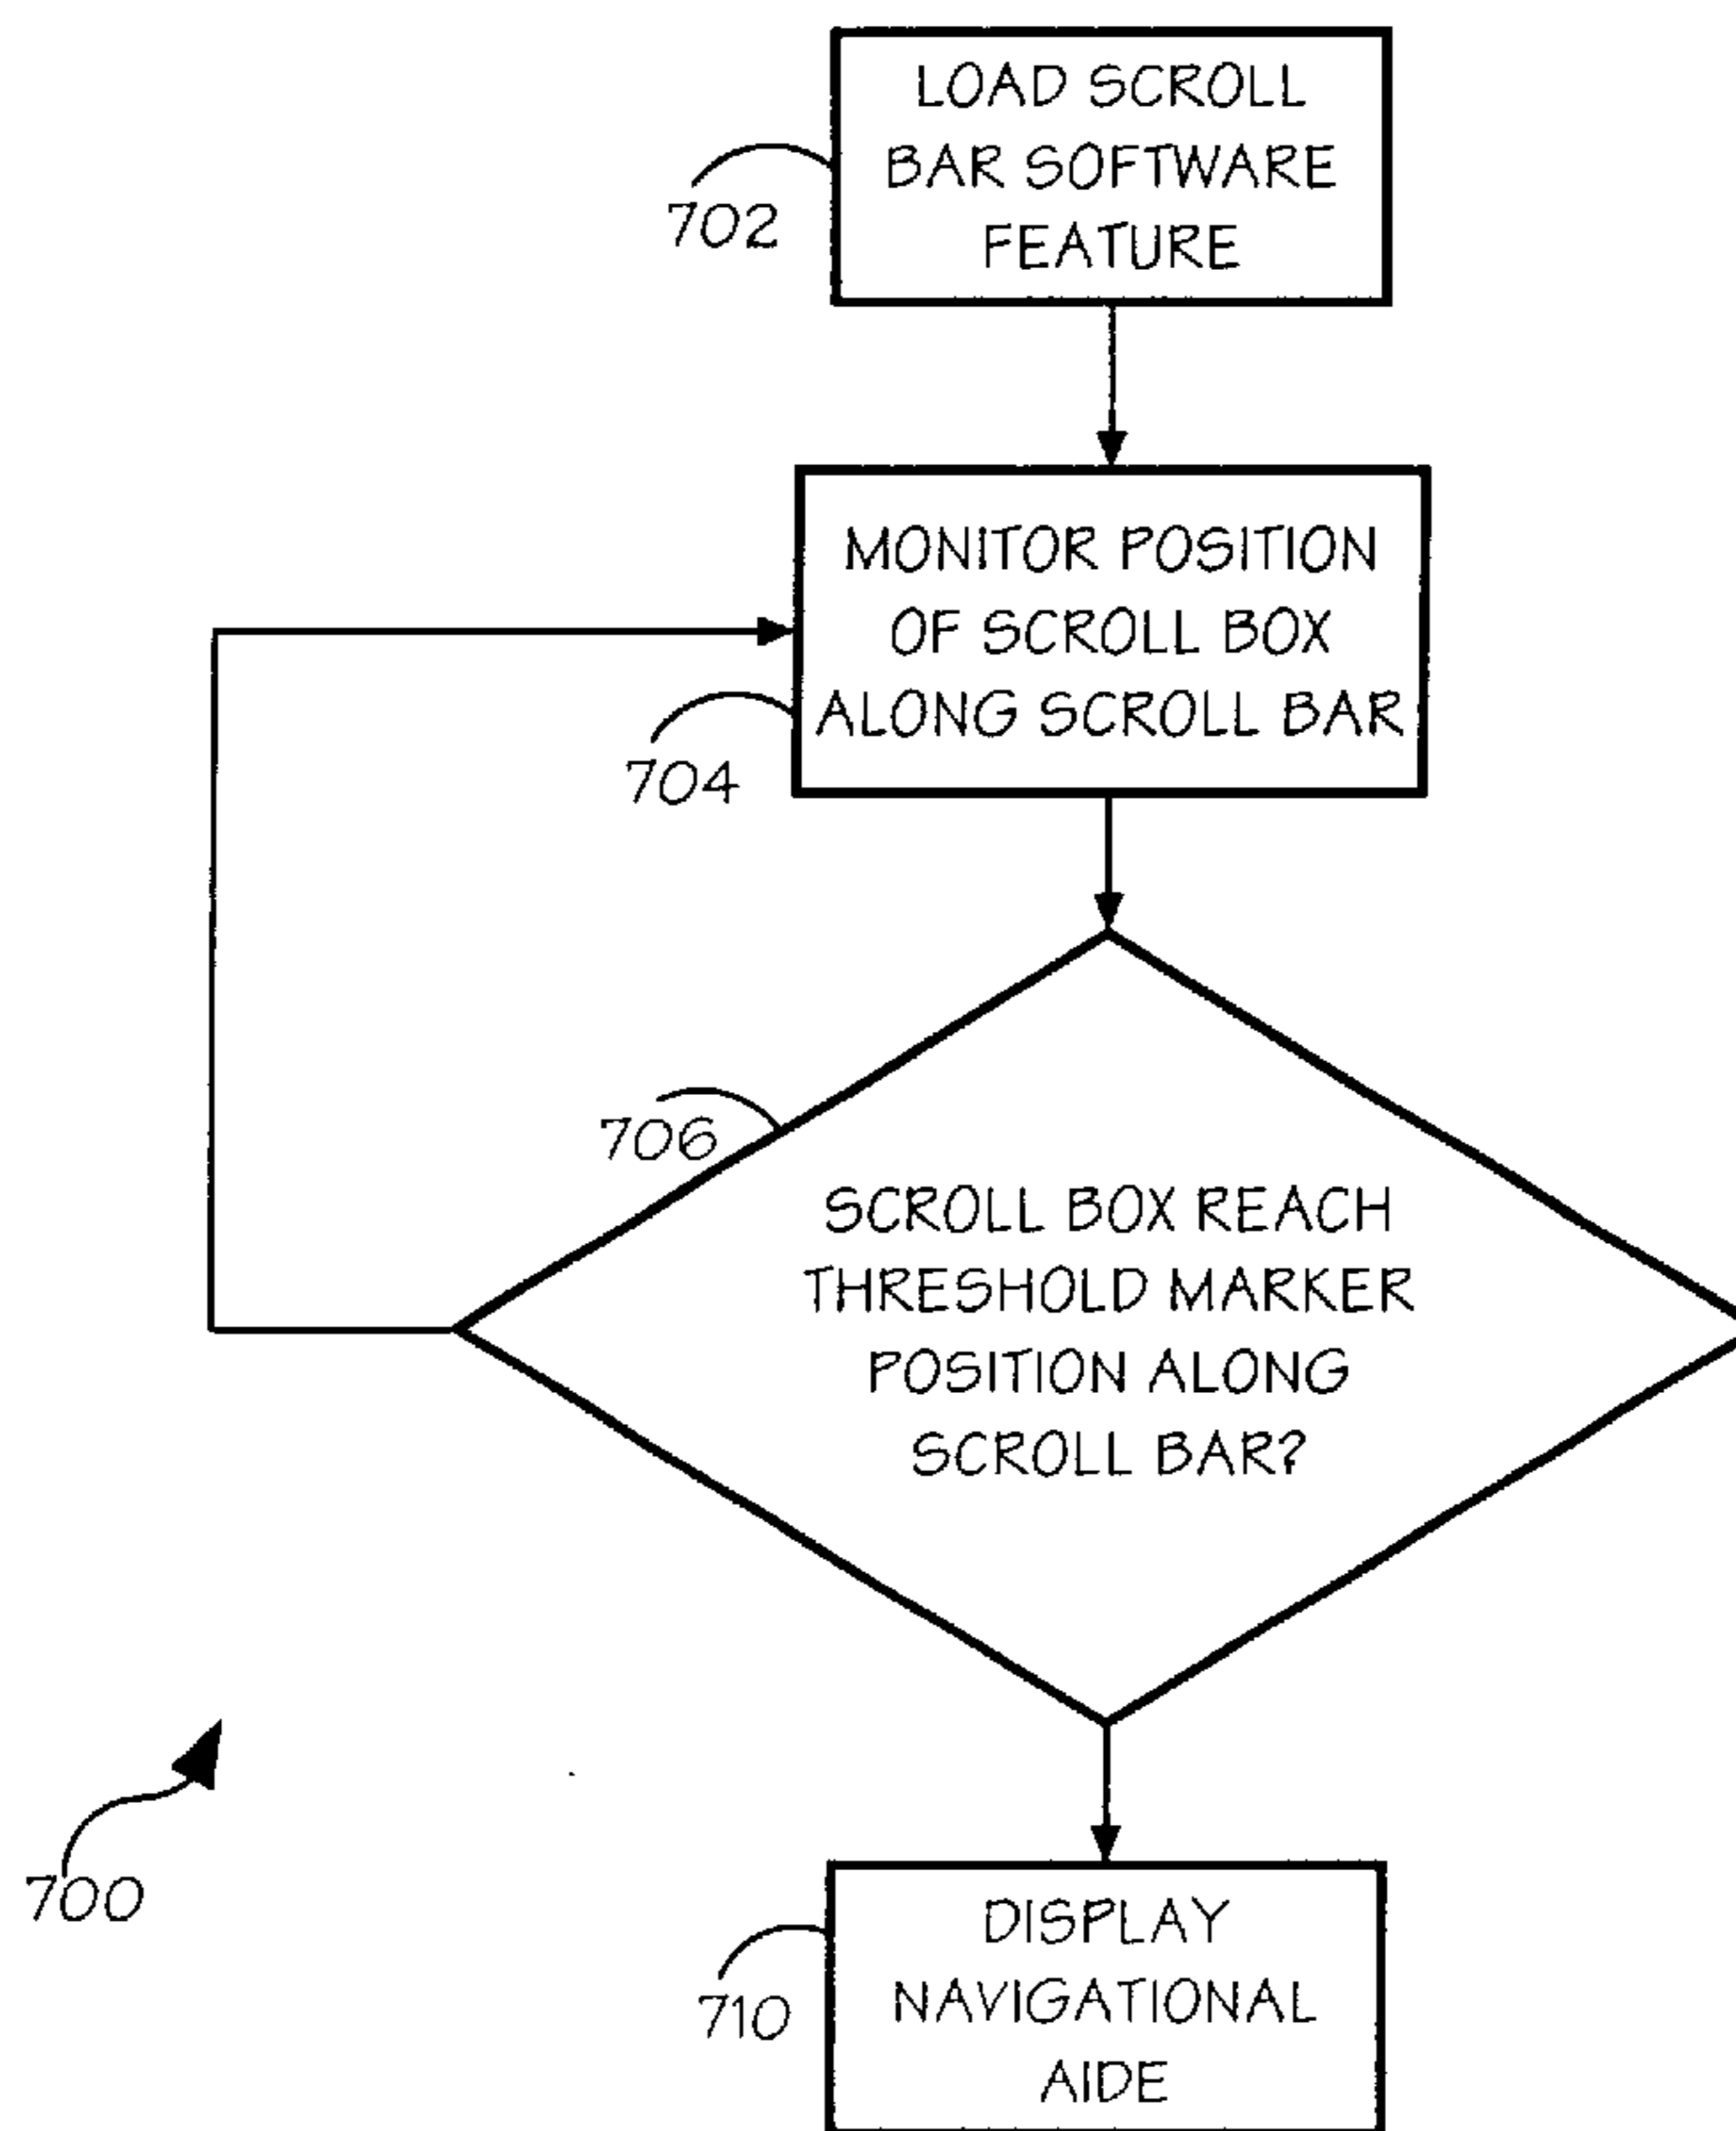 LOAD SCROLL
BAR SOFTWARE
FEATURE
702
MONITOR POSITION
OF SCROLL BOX
ALONG SCROLL BAR
704
706
SCROLL BOX REACH
THRESHOLD MARKER
POSITION ALONG
SCROLL BAR?
700
DISPLAY
NAVIGATIONAL
AIDE
710